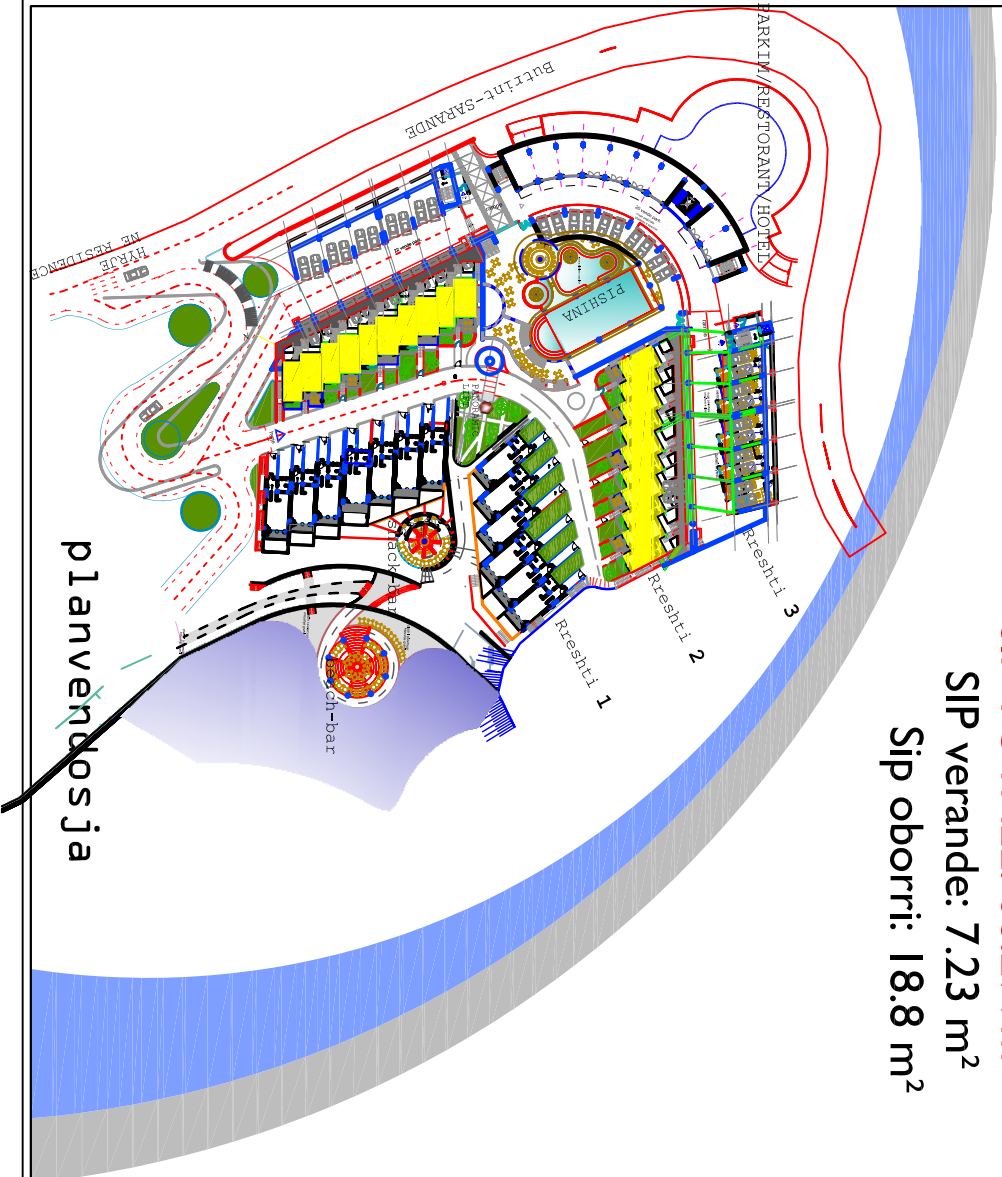 PARKIM/RESTORANT/HOTEL
Butrint-SARANDE
HYRJE
NE RESIDENCE
PISHINA
Snack-bar
beach-bar
Rreshti 1
Rreshti 2
Rreshti 3
planvendosja
SIP verande: 7.23 m²
Sip oborri: 18.8 m²